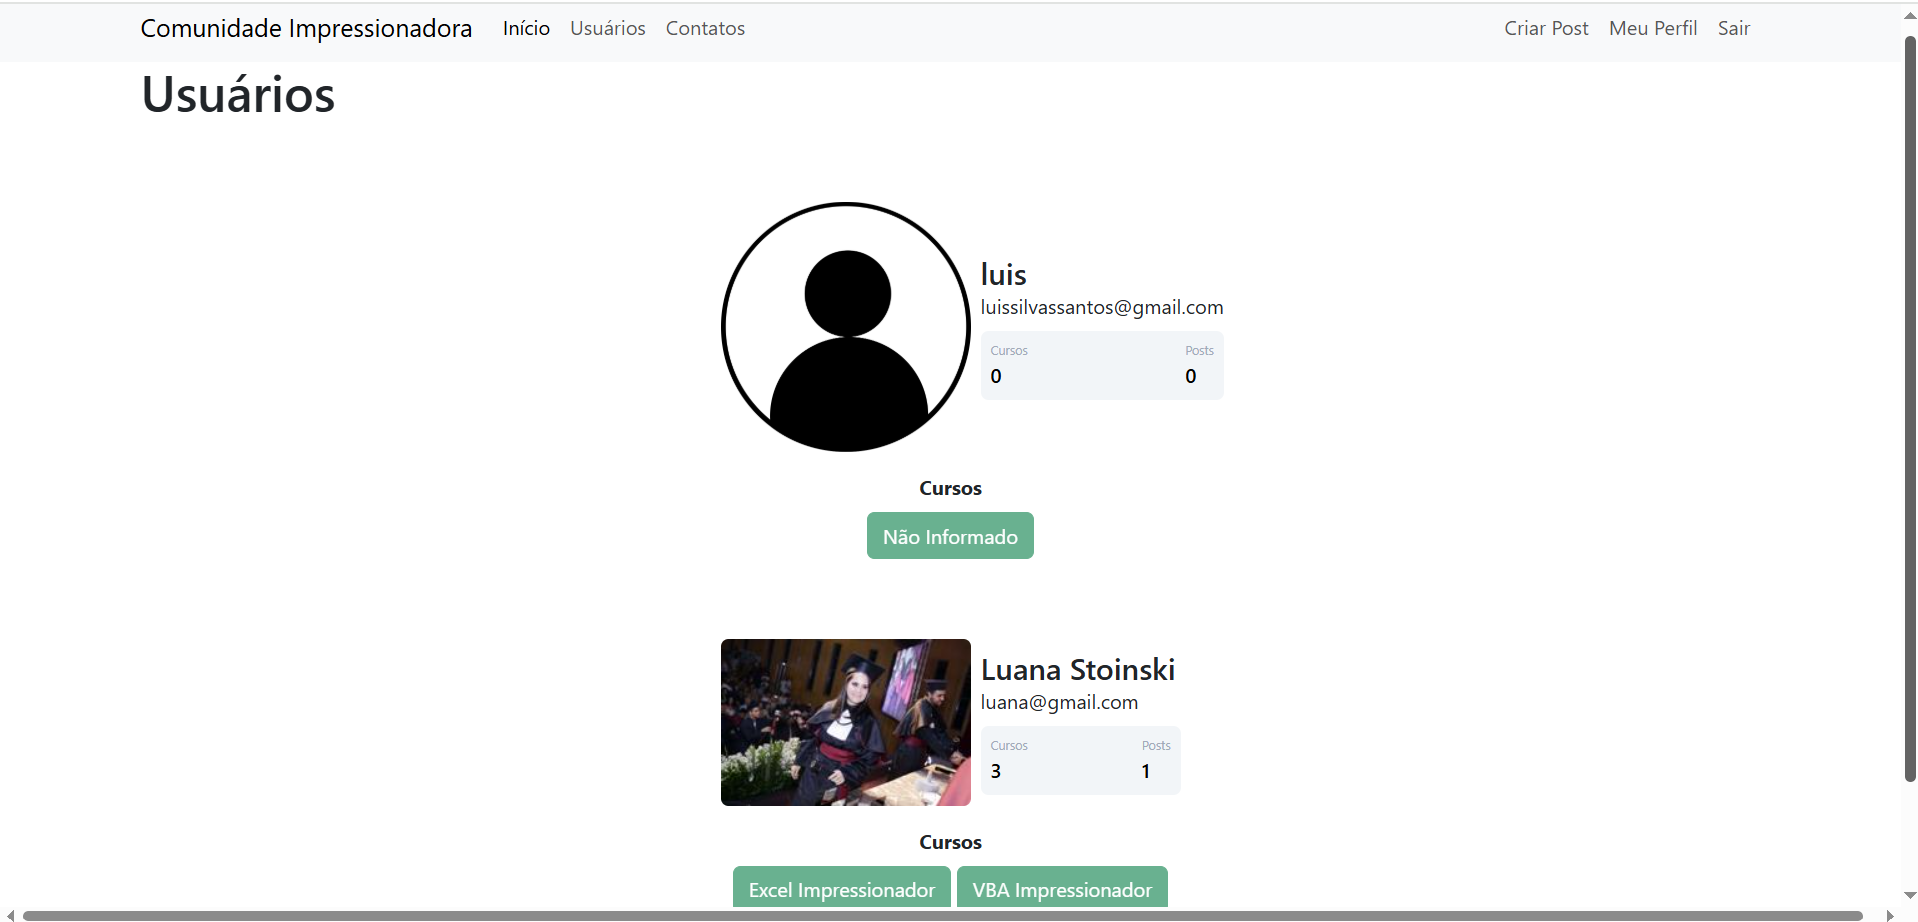 Comunidade Impressionadora Início Usuários Contatos Criar Post Meu Perfil Sair
Usuários
luis
luissilvassantos@gmail.com
Cursos Posts
0 0
Cursos
Não Informado
Luana Stoinski
luana@gmail.com
Cursos Posts
3 1
Cursos
Excel Impressionador VBA Impressionador